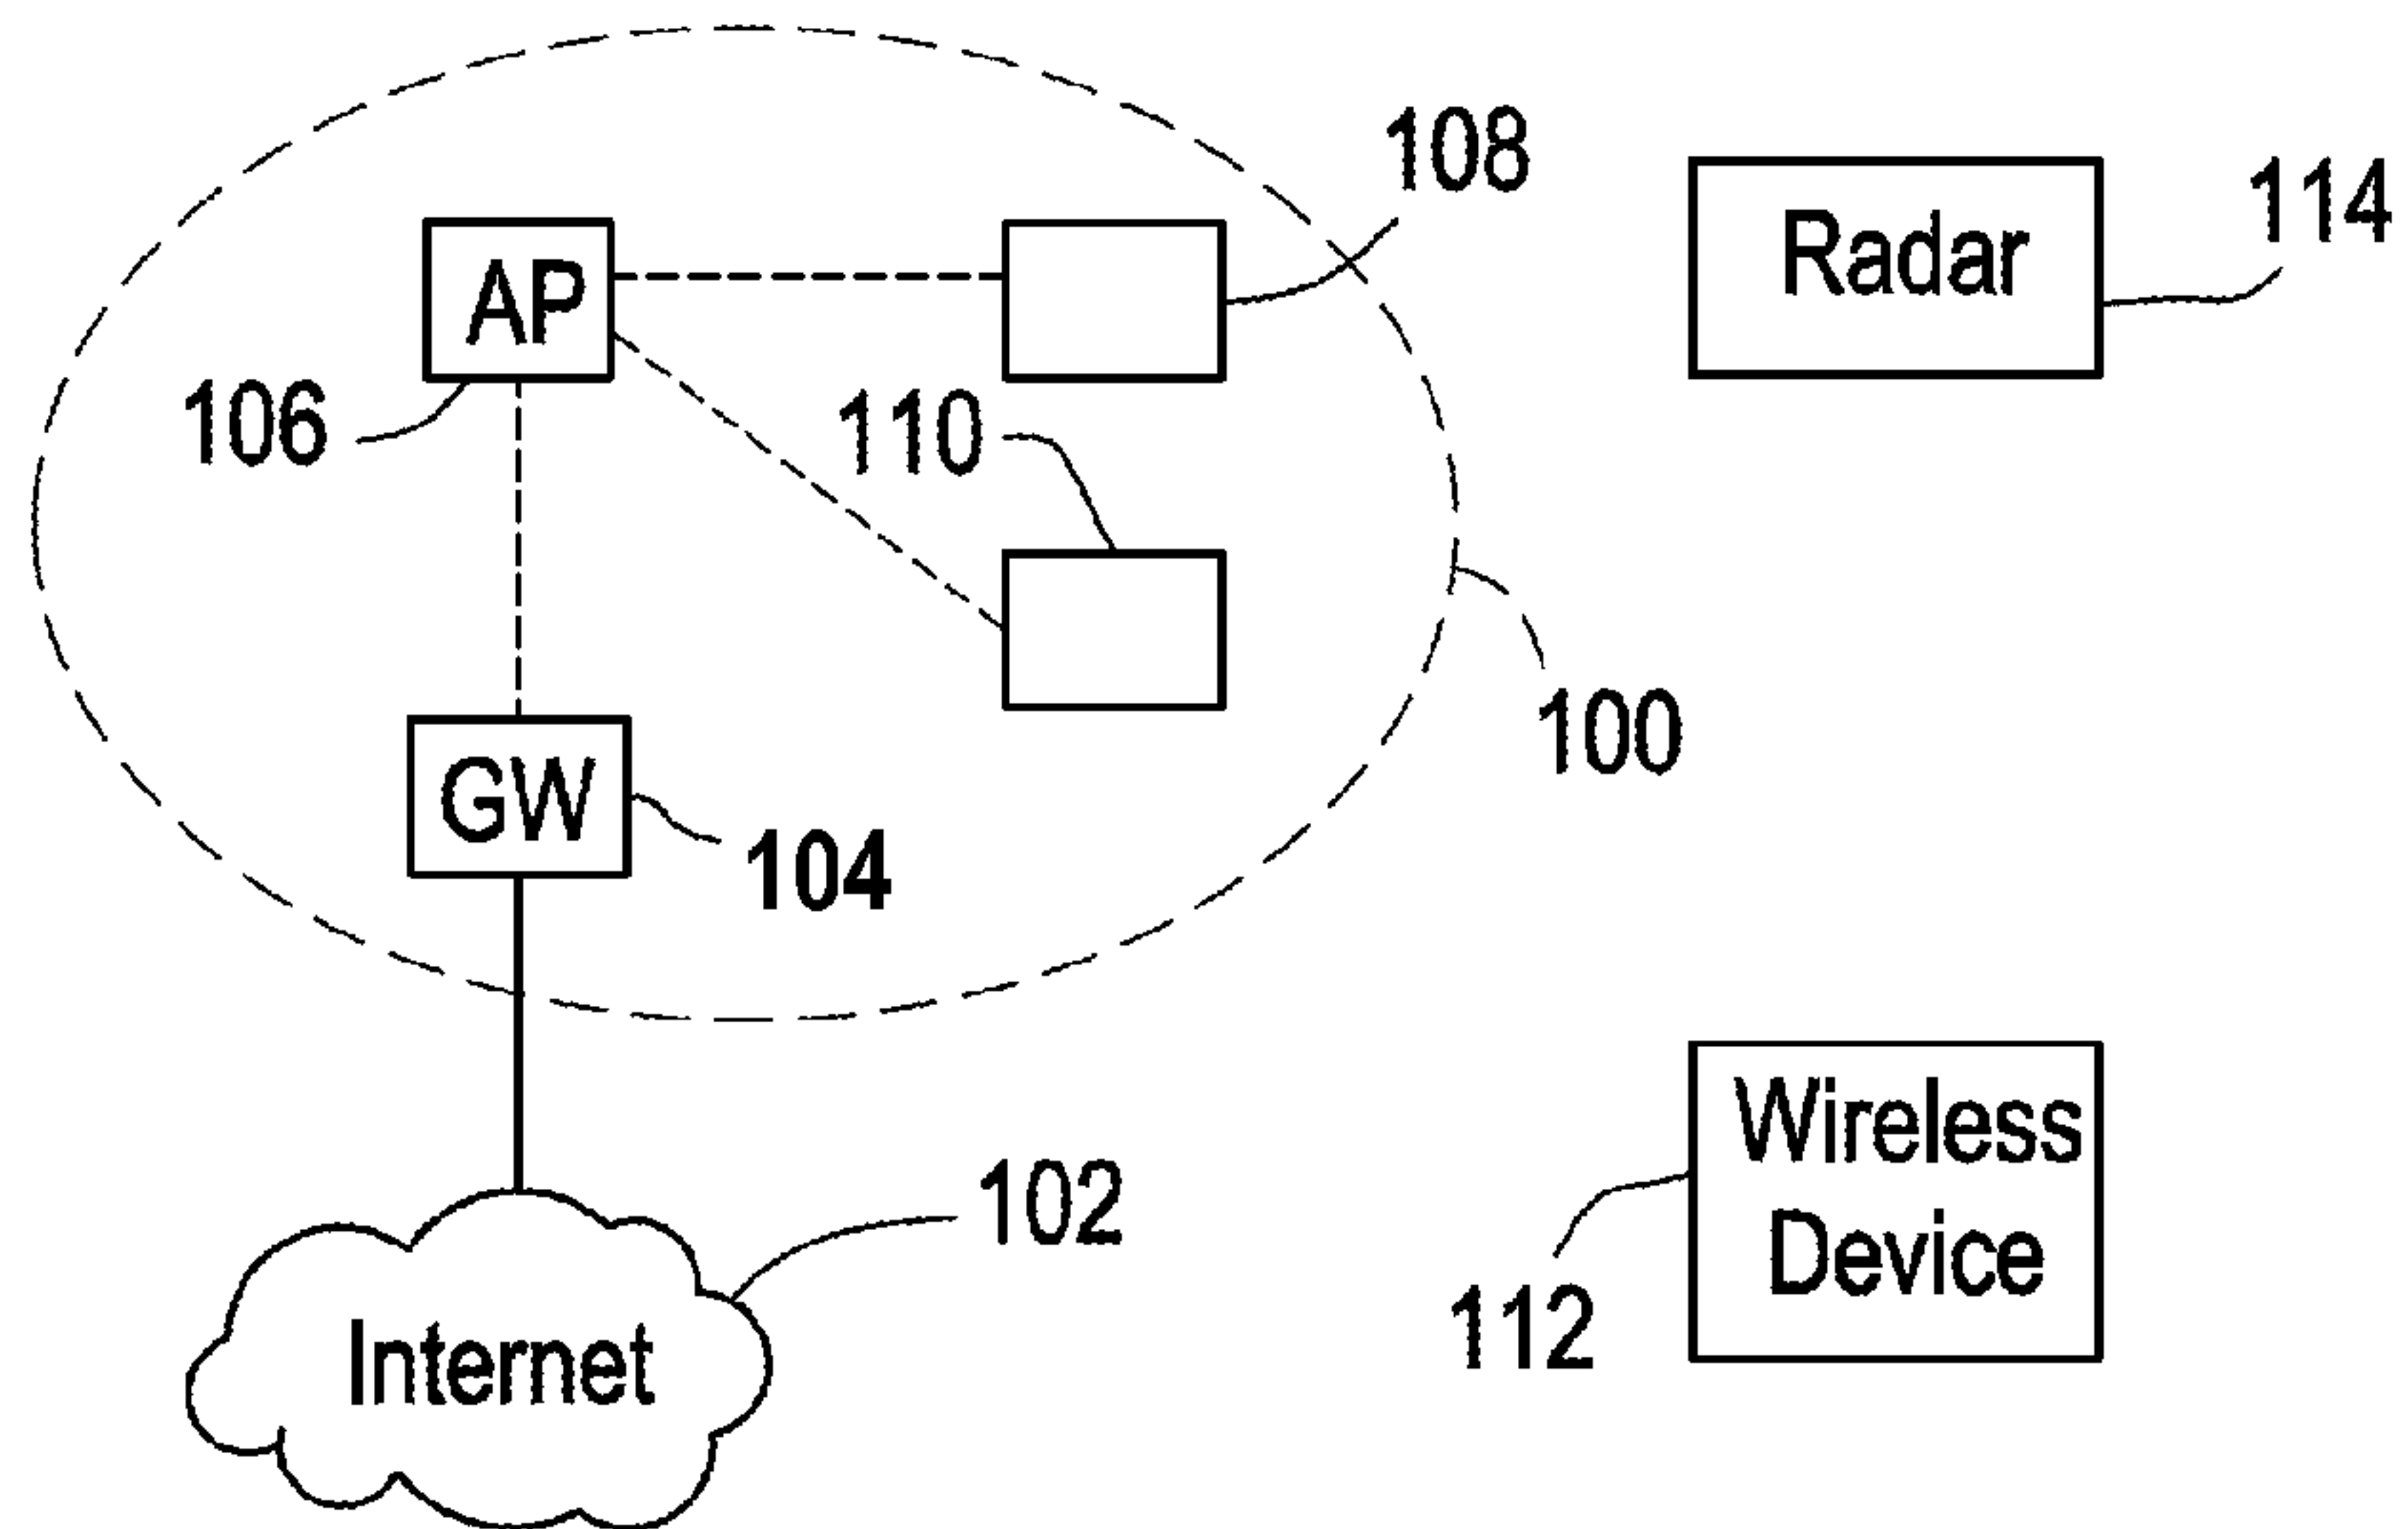 108
114
Radar
AP
106
110
100
GW
104
102
Wireless
Device
112
Internet